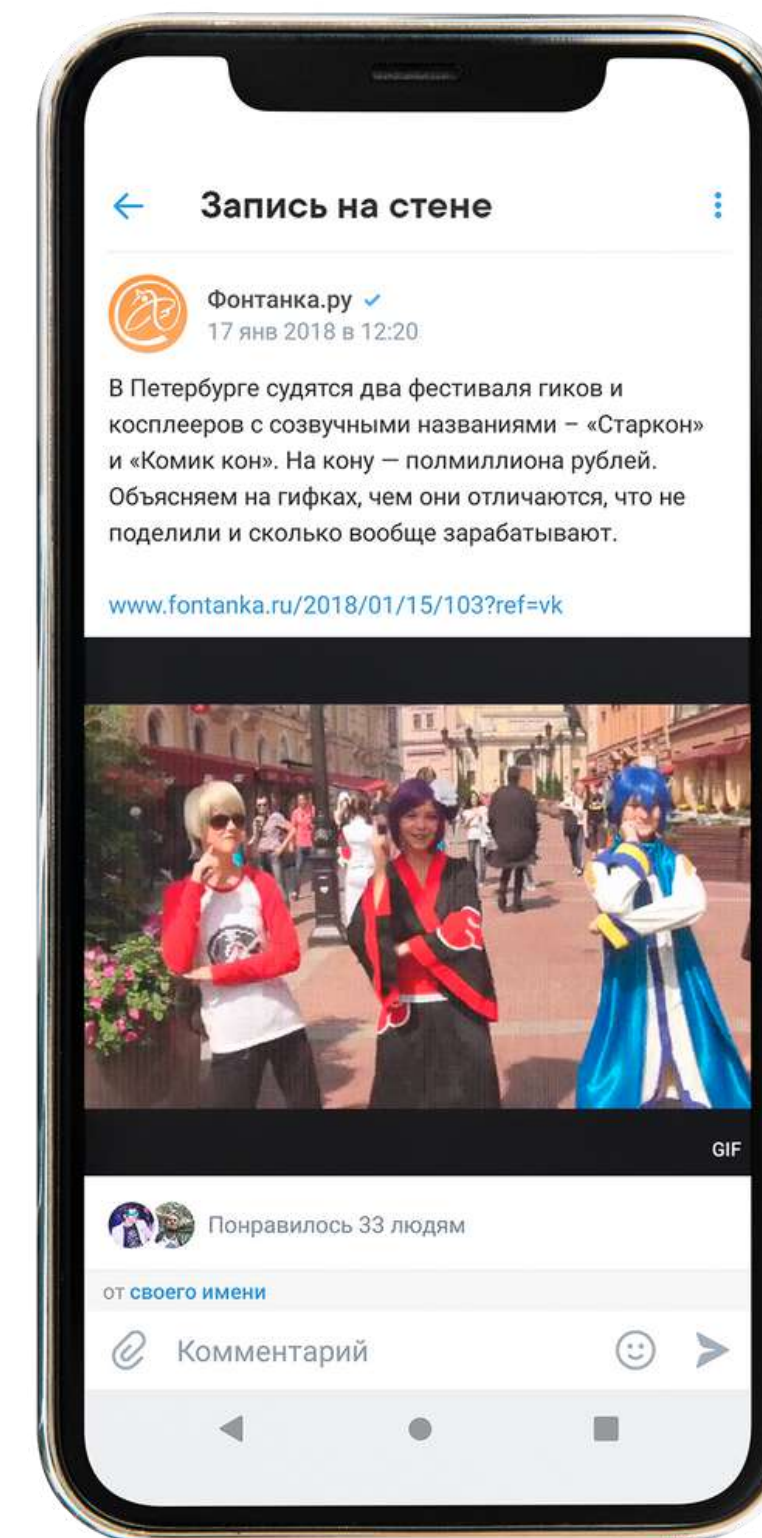 Запись на стене
Фонтанка.ру
17 янв 2018 в 12:20
В Петербурге судятся два фестиваля гиков и
косплееров с созвучными названиями – «Старкон»
и «Комик кон». На кону — полмиллиона рублей.
Объясняем на гифках, чем они отличаются, что не
поделили и сколько вообще зарабатывают.
www.fontanka.ru/2018/01/15/103?ref=vk
GIF
Понравилось 33 людям
от своего имени
Комментарий